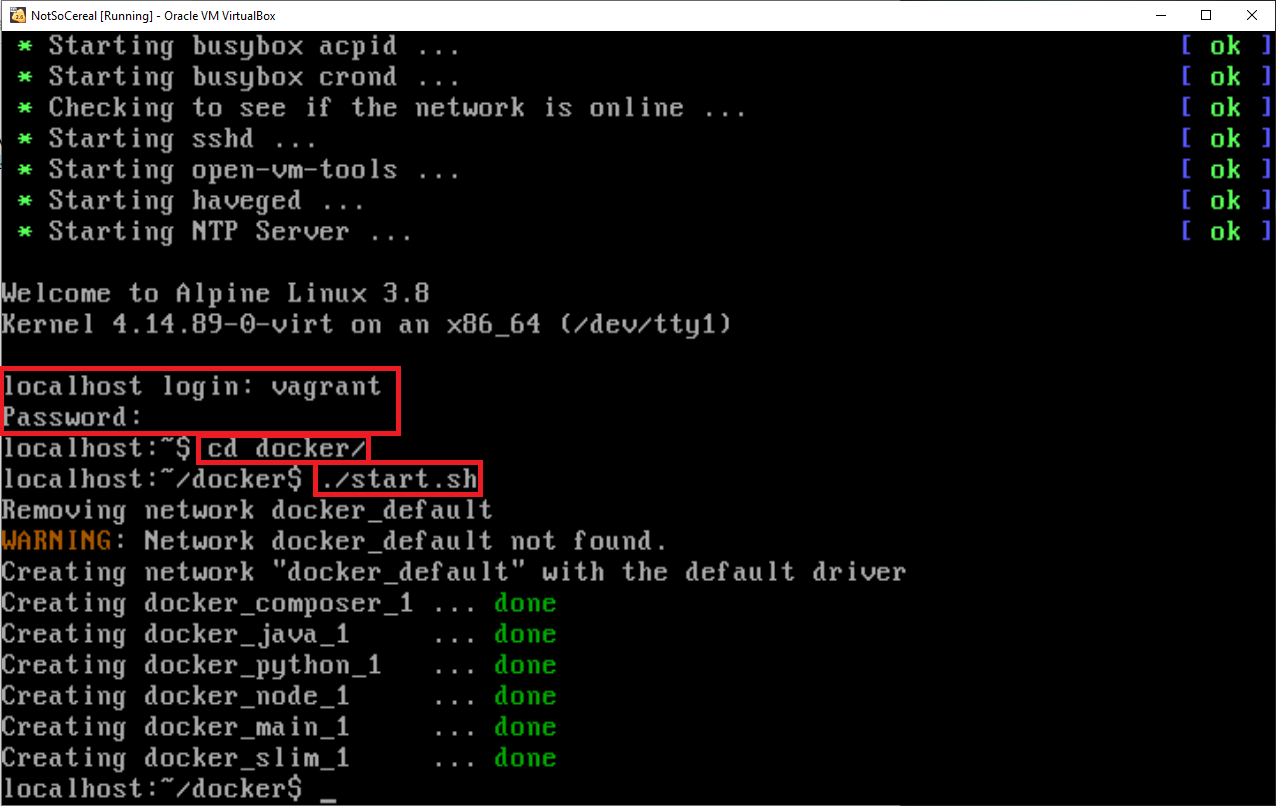 NotSoCereal [Running] - Oracle VM VirtualBox
* Starting busybox acpid ... [ ok ]
* Starting busybox crond ... [ ok ]
* Checking to see if the network is online ... [ ok ]
* Starting sshd ... [ ok ]
* Starting open-vm-tools ... [ ok ]
* Starting haveged ... [ ok ]
* Starting NTP Server ... [ ok ]
Welcome to Alpine Linux 3.8
Kernel 4.14.89-0-virt on an x86_64 (/dev/tty1)
localhost login: vagrant
Password:
localhost:~$ cd docker/
localhost:~/docker$ ./start.sh
Removing network docker_default
WARNING: Network docker_default not found.
Creating network "docker_default" with the default driver
Creating docker_composer_1 ... done
Creating docker_java_1 ... done
Creating docker_python_1 ... done
Creating docker_node_1 ... done
Creating docker_main_1 ... done
Creating docker_slim_1 ... done
localhost:~/docker$ _